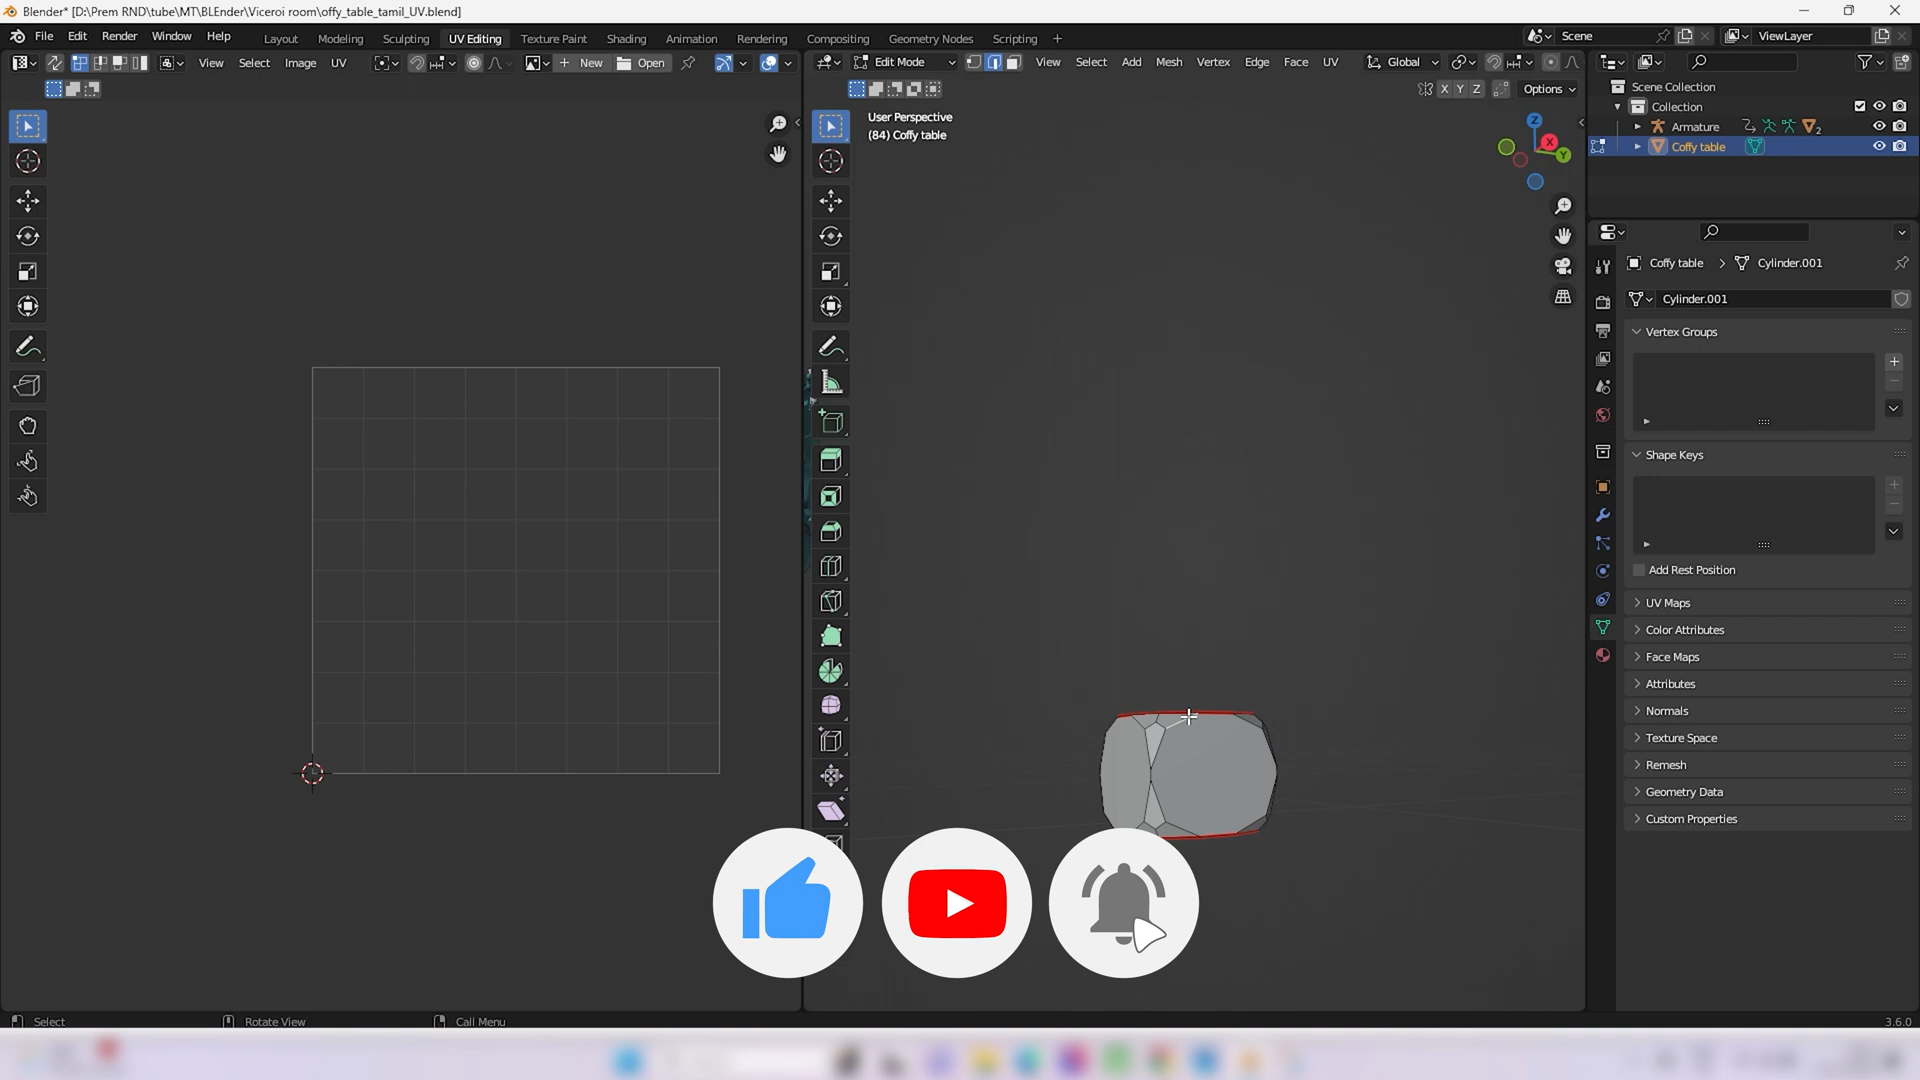 Blender* [D:\Prem RND\tube\MT\BLEnder\Viceroi room\offy_table_tamil_UV.blend]
File Edit Render Window Help
Layout Modeling Sculpting UV Editing Texture Paint Shading Animation Rendering Compositing Geometry Nodes Scripting +
Scene
ViewLayer
View Select Image UV
New Open
Edit Mode
View Select Add Mesh Vertex Edge Face UV
Global
X Y Z
Options
User Perspective
(84) Coffy table
Z
X
Y
Scene Collection
Collection
Armature
2
Coffy table
Coffy table > Cylinder.001
Cylinder.001
Vertex Groups
Shape Keys
Add Rest Position
UV Maps
Color Attributes
Face Maps
Attributes
Normals
Texture Space
Remesh
Geometry Data
Custom Properties
Select
Rotate View
Call Menu
3.6.0